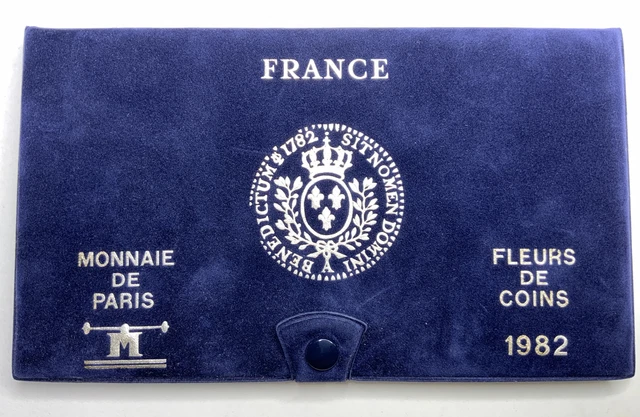 FRANCE
1782 SIT NOMEN DOMINI A BENEDICTUM
MONNAIE
DE
PARIS
M
FLEURS
DE
COINS
1982